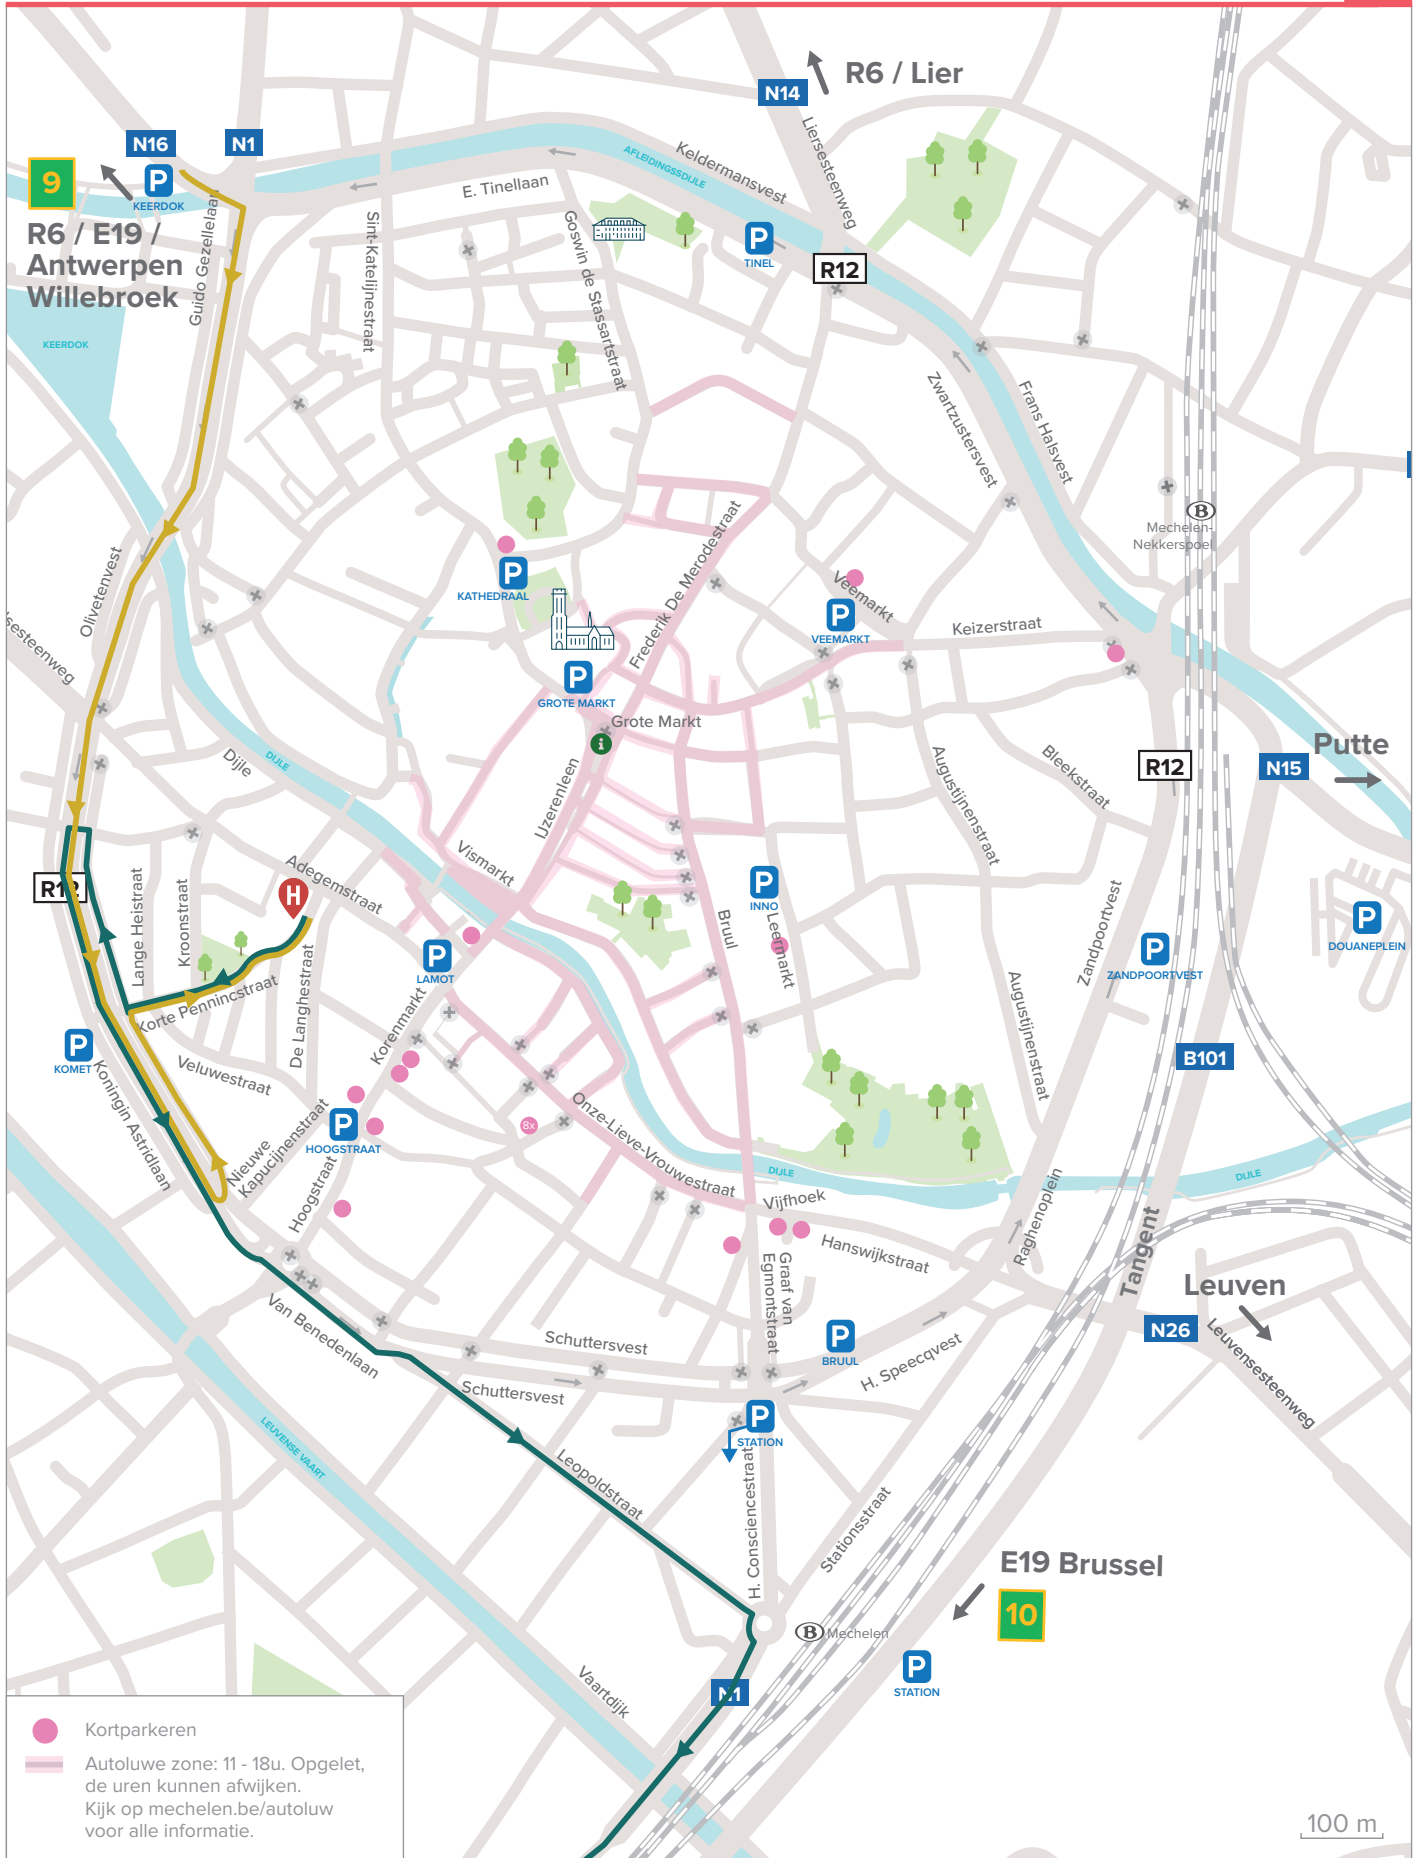 R6 / Lier
N14
N16
N1
9
P
KEERDOK
R6 / E19 /
Antwerpen
Willebroek
KEERDOK
Guido Gezellelaan
Sint-Katelijnestraat
E. Tinellaan
Goswin de Stassartstraat
AFLEIDINGSSDIJLE
Keldermansvest
Liersesteenweg
P
TINEL
R12
Zwartzustersvest
Frans Halsvest
B
Mechelen-
Nekkerspoel
Olivetenvest
P
KATHEDRAAL
Frederik De Merodestraat
Veemarkt
P
VEEMARKT
Keizerstraat
P
GROTE MARKT
Grote Markt
i
Dijle
DIJLE
IJzerenleen
Vismarkt
Augustijnenstraat
Bleekstraat
R12
N15
Putte
R12
Lange Heistraat
Kroonstraat
Adegemstraat
H
P
INNO
Bruul
Leermarkt
Zandpoortvest
P
DOUANEPLEIN
P
LAMOT
P
ZANDPOORTVEST
Korte Pennincstraat
De Langhestraat
Korenmarkt
Augustijnenstraat
P
KOMET
Koningin Astridlaan
Veluwestraat
B101
P
HOOGSTRAAT
8x
Onze-Lieve-Vrouwestraat
Nieuwe
Kapucijnenstraat
Hoogstraat
DIJLE
DIJLE
Vijfhoek
Hanswijkstraat
Graaf van
Egmontstraat
Raghenoplein
Tangent
Leuven
N26
Leuvensesteenweg
Van Benedenlaan
Schuttersvest
Schuttersvest
P
BRUUL
H. Speecqvest
P
STATION
LEUVENSE VAART
Leopoldstraat
H. Consciencestraat
Stationsstraat
E19 Brussel
10
B
Mechelen
P
STATION
N1
Vaartdijk
Kortparkeren
Autoluwe zone: 11 - 18u. Opgelet,
de uren kunnen afwijken.
Kijk op mechelen.be/autoluw
voor alle informatie.
100 m